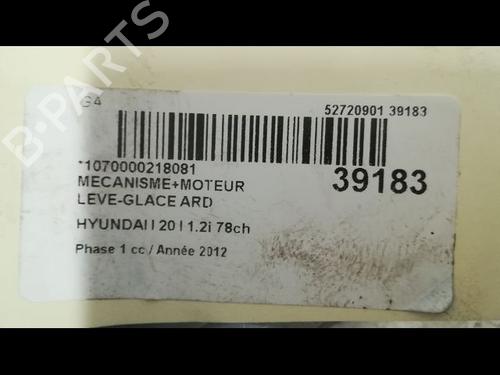 G4
52720901 39183
*1070000218081
MECANISME+MOTEUR
LEVE-GLACE ARD
39183
HYUNDAI I 20 I 1.2i 78ch
Phase 1 cc / Année 2012
B-PARTS